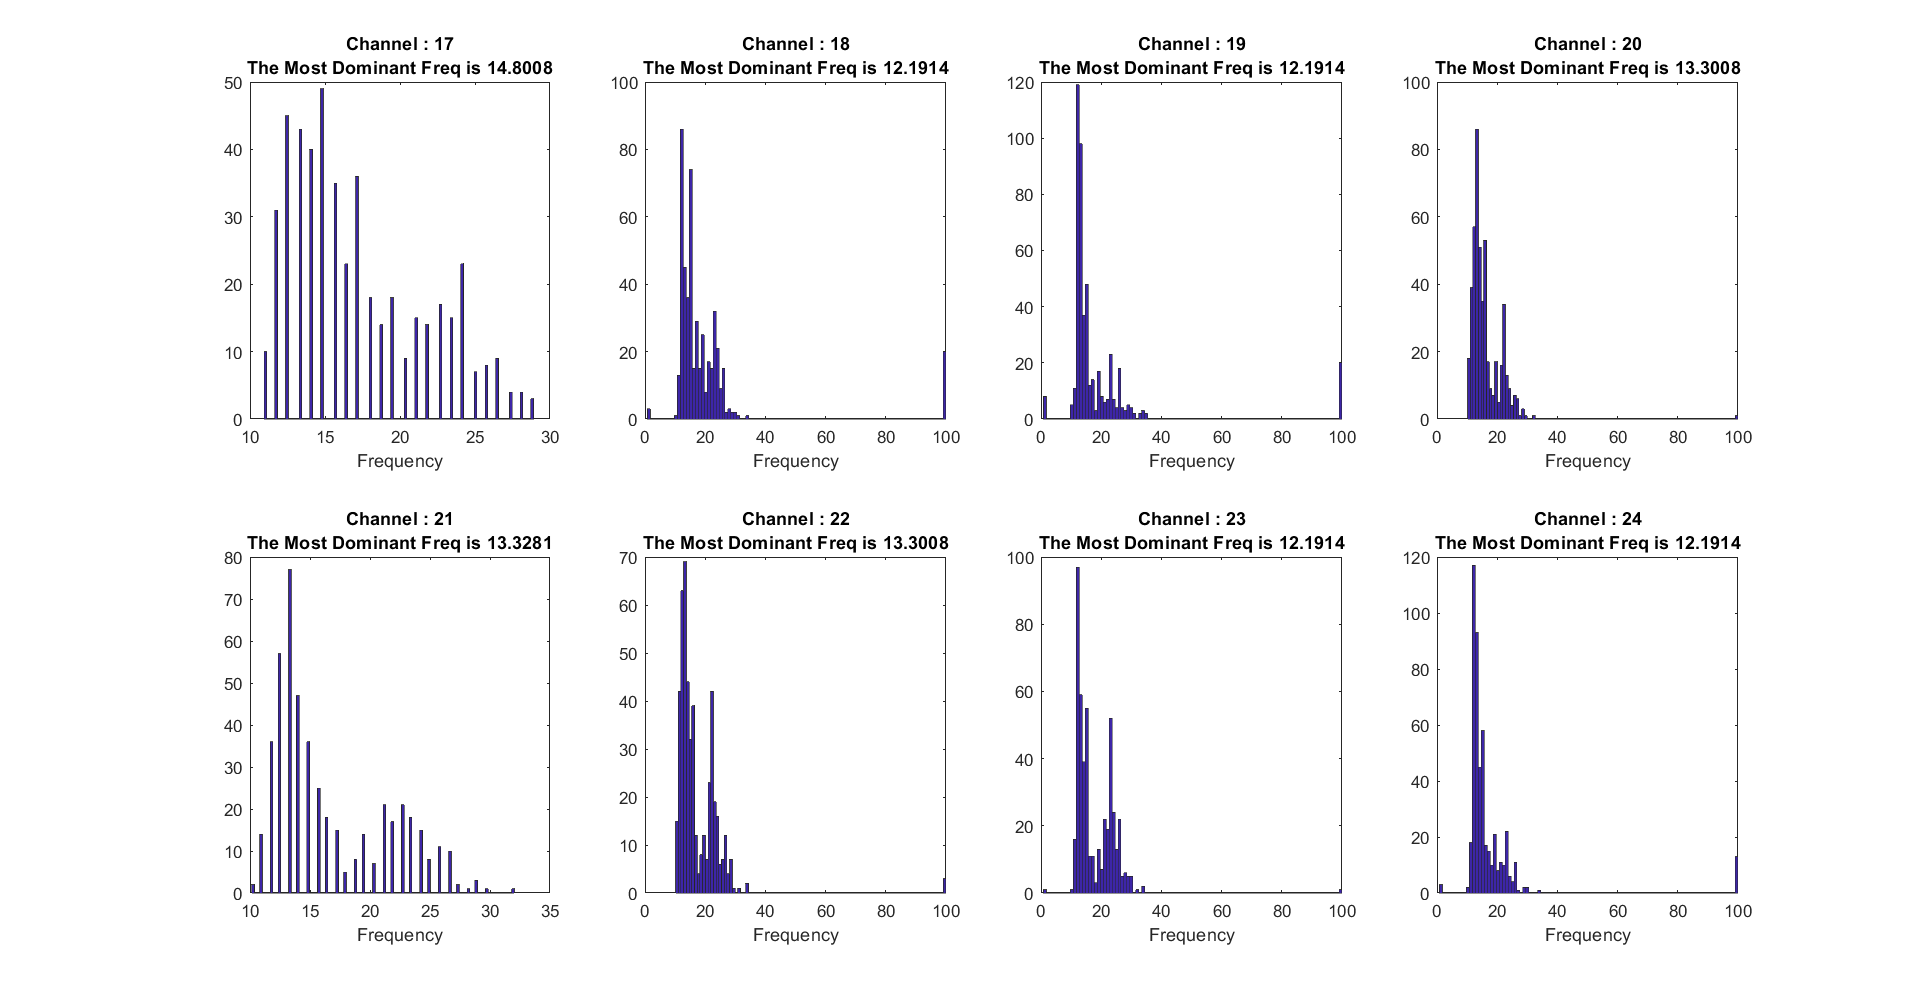 Channel : 17
The Most Dominant Freq is 14.8008
50
40
30
20
10
0
10 15 20 25 30
Frequency
Channel : 18
The Most Dominant Freq is 12.1914
100
80
60
40
20
0
0 20 40 60 80 100
Frequency
Channel : 19
The Most Dominant Freq is 12.1914
120
100
80
60
40
20
0
0 20 40 60 80 100
Frequency
Channel : 20
The Most Dominant Freq is 13.3008
100
80
60
40
20
0
0 20 40 60 80 100
Frequency
Channel : 21
The Most Dominant Freq is 13.3281
80
70
60
50
40
30
20
10
0
10 15 20 25 30 35
Frequency
Channel : 22
The Most Dominant Freq is 13.3008
70
60
50
40
30
20
10
0
0 20 40 60 80 100
Frequency
Channel : 23
The Most Dominant Freq is 12.1914
100
80
60
40
20
0
0 20 40 60 80 100
Frequency
Channel : 24
The Most Dominant Freq is 12.1914
120
100
80
60
40
20
0
0 20 40 60 80 100
Frequency